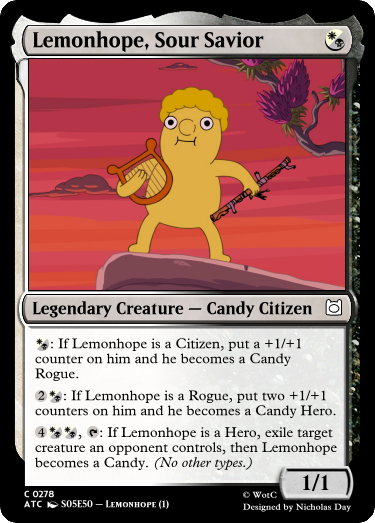 Lemonhope, Sour Savior
Legendary Creature — Candy Citizen
: If Lemonhope is a Citizen, put a +1/+1
counter on him and he becomes a Candy
Rogue.
2 : If Lemonhope is a Rogue, put two +1/+1
counters on him and he becomes a Candy Hero.
4 , : If Lemonhope is a Hero, exile target
creature an opponent controls, then Lemonhope
becomes a Candy. (No other types.)
1/1
C 0278
ATC S05E50 — Lemonhope (1)
© WotC
Designed by Nicholas Day